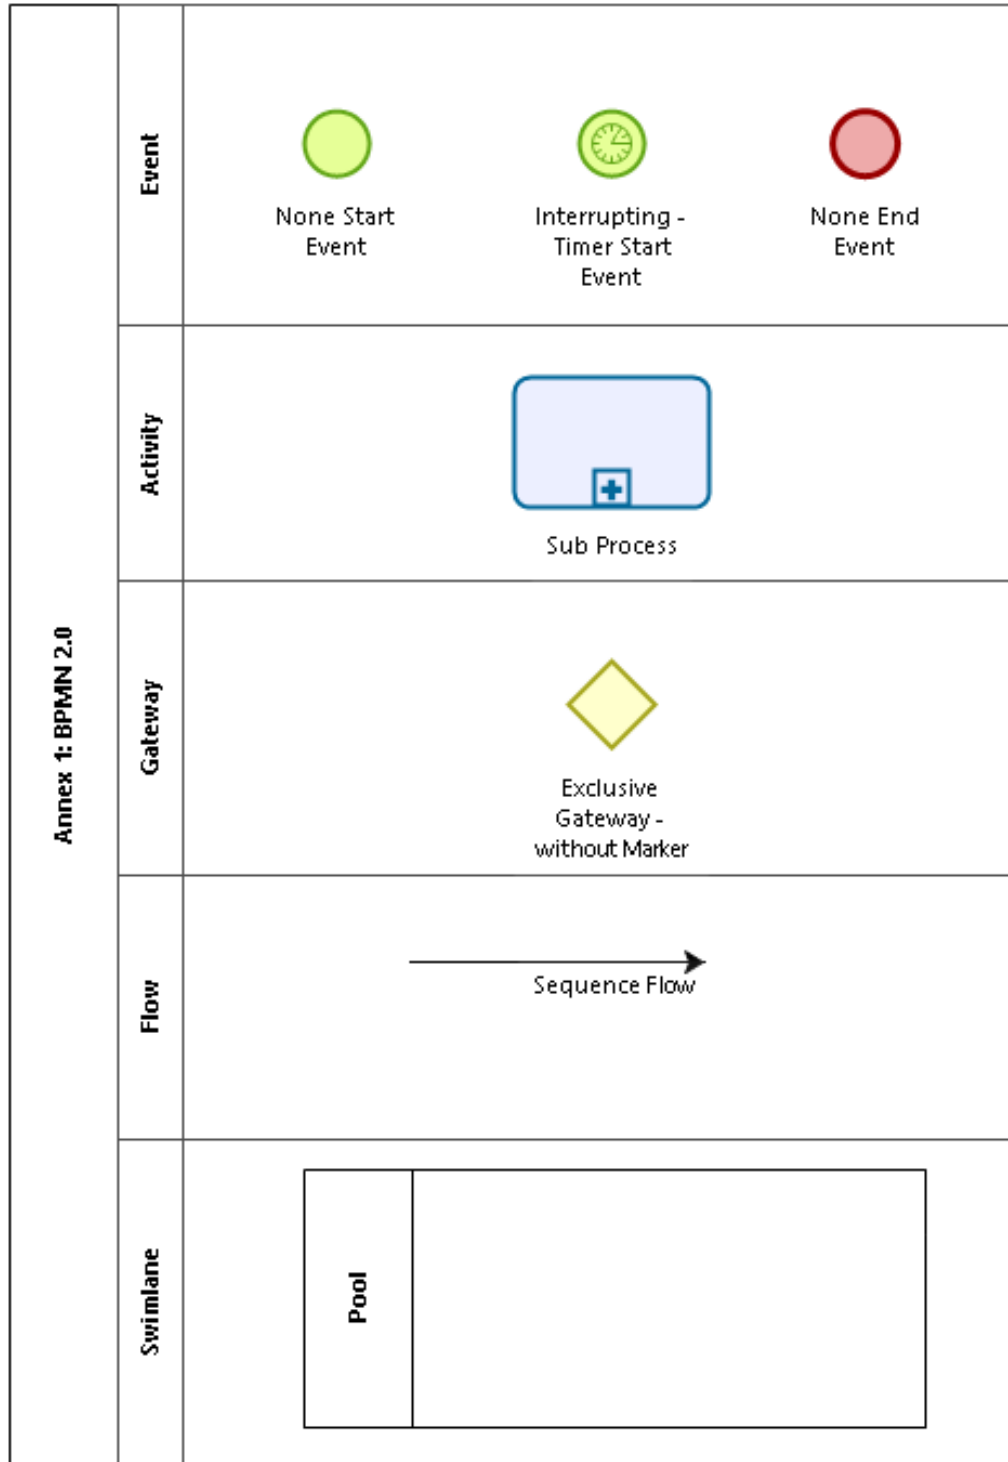 Annex 1: BPMN 2.0
Event
None Start
Event
Interrupting -
Timer Start
Event
None End
Event
Activity
Sub Process
Gateway
Exclusive
Gateway -
without Marker
Flow
Sequence Flow
Swimlane
Pool